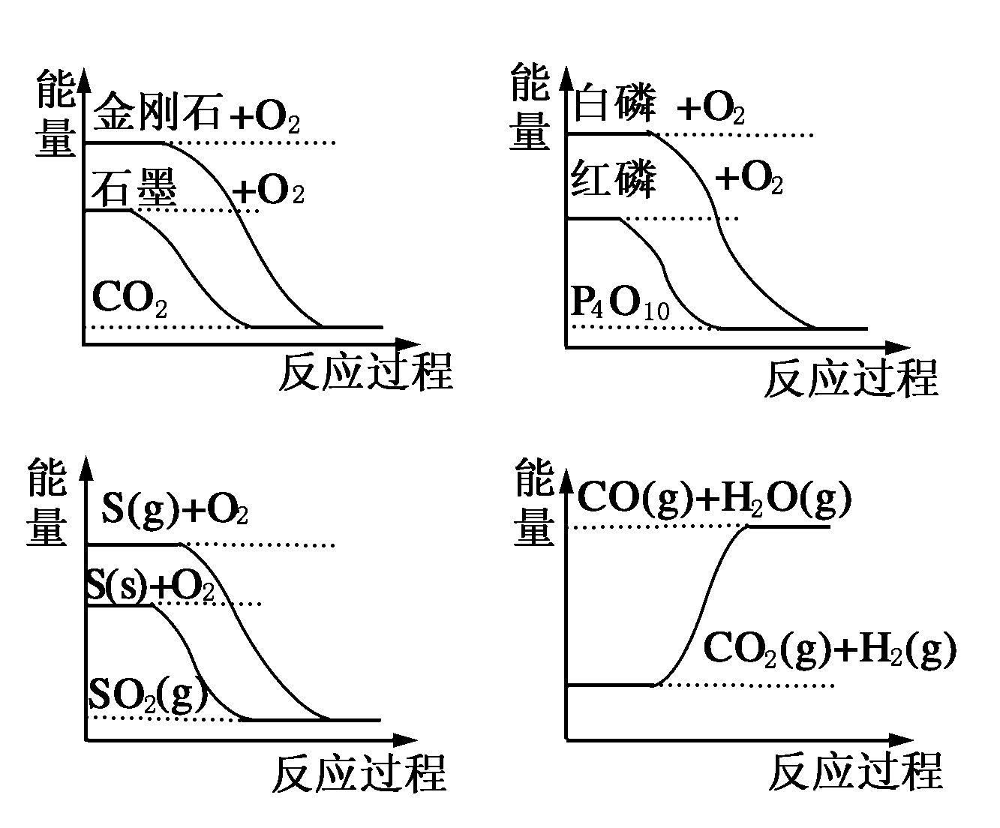 能量
金刚石+O₂
石墨+O₂
CO₂
反应过程
能量
白磷+O₂
红磷+O₂
P₄O₁₀
反应过程
能量
S(g)+O₂
S(s)+O₂
SO₂(g)
反应过程
能量
CO(g)+H₂O(g)
CO₂(g)+H₂(g)
反应过程